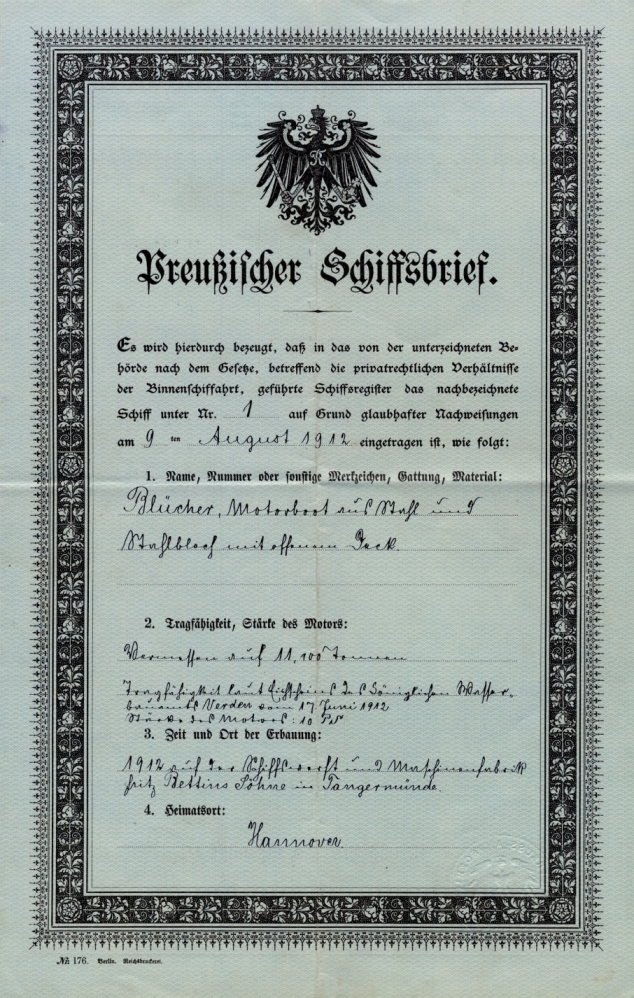 Preußischer Schiffsbrief.
Es wird hierdurch bezeugt, daß in das von der unterzeichneten Be-
hörde nach dem Gesetze, betreffend die privatrechtlichen Verhältnisse
der Binnenschiffahrt, geführte Schiffsregister das nachbezeichnete
Schiff unter Nr. 1 auf Grund glaubhafter Nachweisungen
am 9ten August 1912 eingetragen ist, wie folgt:
1. Name, Nummer oder sonstige Merkzeichen, Gattung, Material:
Blücher, Motorboot aus Stahl und
Stahlblech mit offenem Deck.
2. Tragfähigkeit, Stärke des Motors:
Vermessen auf 11,100 Tonnen
Tragfähigkeit laut Eichscheins des Königlichen Wasser-
bauamts Verden vom 17. Juni 1912
Stärke des Motors: 10 PS
3. Zeit und Ort der Erbauung:
1912 auf der Schiffswerft und Maschinenfabrik
Fritz Bettins Söhne in Tangermünde.
4. Heimatsort:
Hannover.
№ 176. Berlin. Reichsdruckerei.